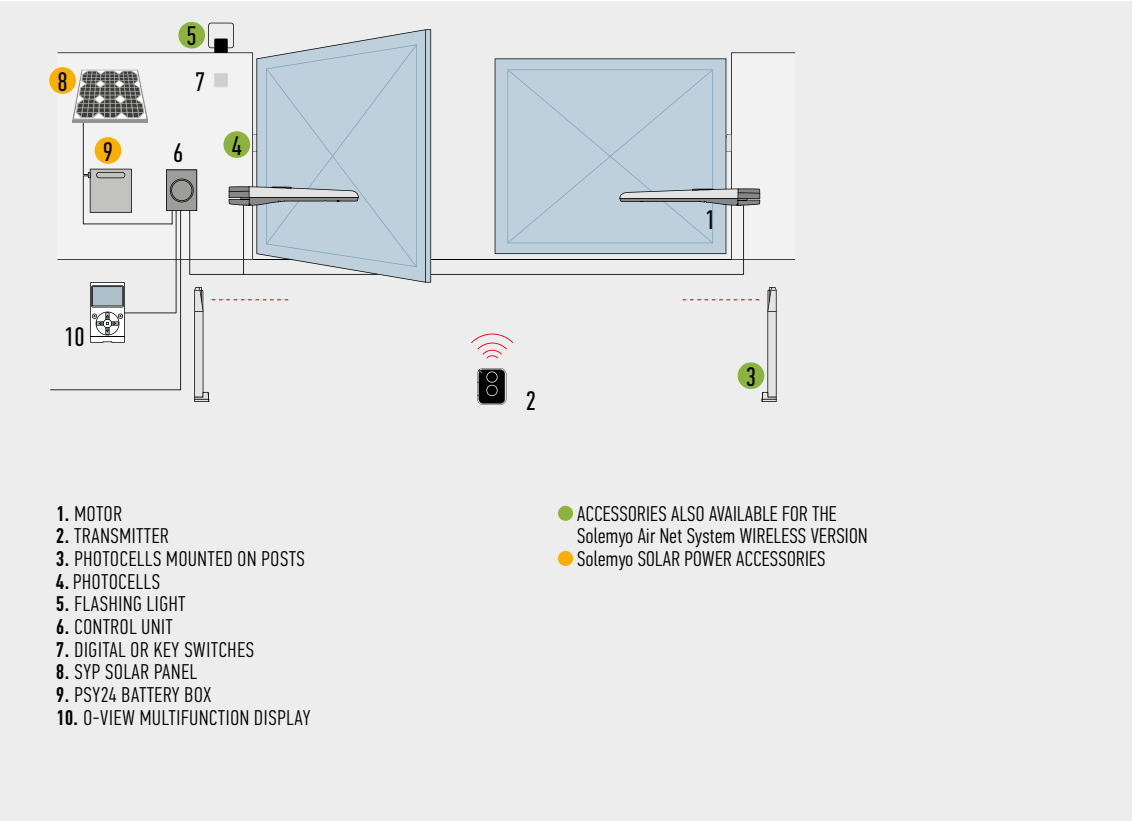 5
8
7
4
9
6
1
10
3
2
1. MOTOR
2. TRANSMITTER
3. PHOTOCELLS MOUNTED ON POSTS
4. PHOTOCELLS
5. FLASHING LIGHT
6. CONTROL UNIT
7. DIGITAL OR KEY SWITCHES
8. SYP SOLAR PANEL
9. PSY24 BATTERY BOX
10. O-VIEW MULTIFUNCTION DISPLAY
ACCESSORIES ALSO AVAILABLE FOR THE
Solemyo Air Net System WIRELESS VERSION
Solemyo SOLAR POWER ACCESSORIES